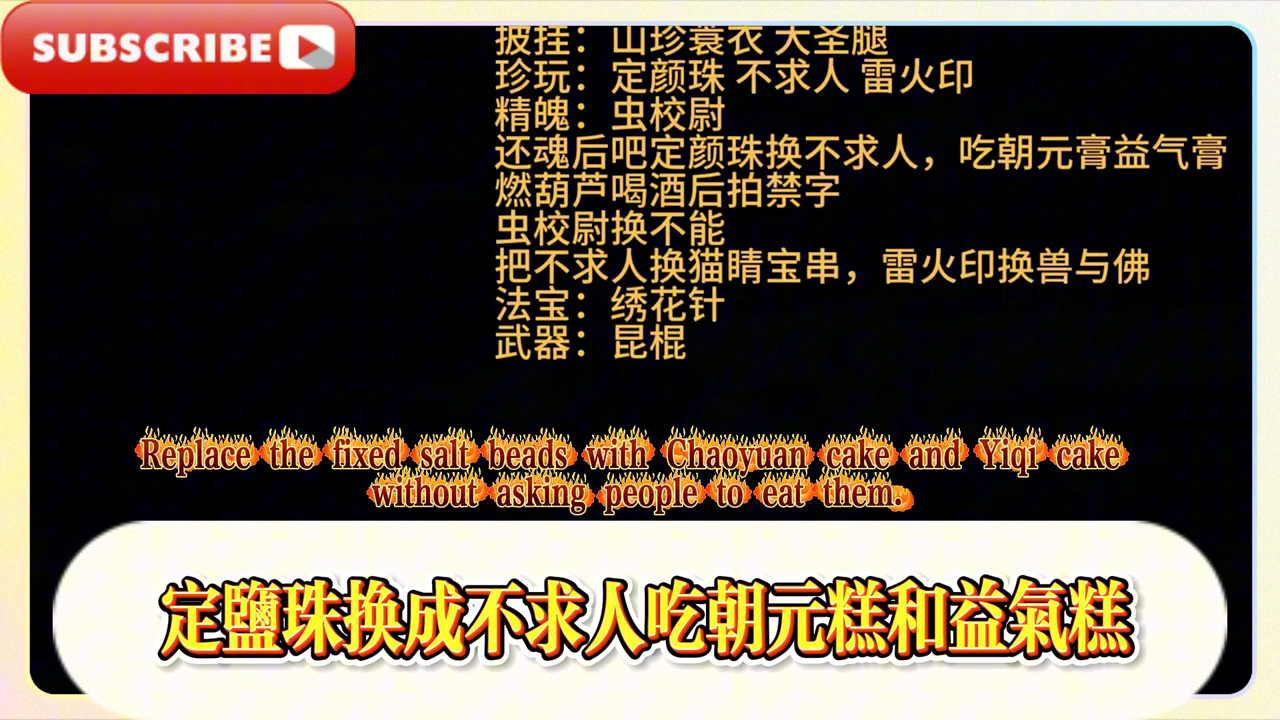 SUBSCRIBE
披挂：山珍蓑衣 大圣腿
珍玩：定颜珠 不求人 雷火印
精魄：虫校尉
还魂后吧定颜珠换不求人，吃朝元膏益气膏
燃葫芦喝酒后拍禁字
虫校尉换不能
把不求人换猫睛宝串，雷火印换兽与佛
法宝：绣花针
武器：昆棍
Replace the fixed salt beads with Chaoyuan cake and Yiqi cake
without asking people to eat them.
定鹽珠换成不求人吃朝元糕和益氣糕